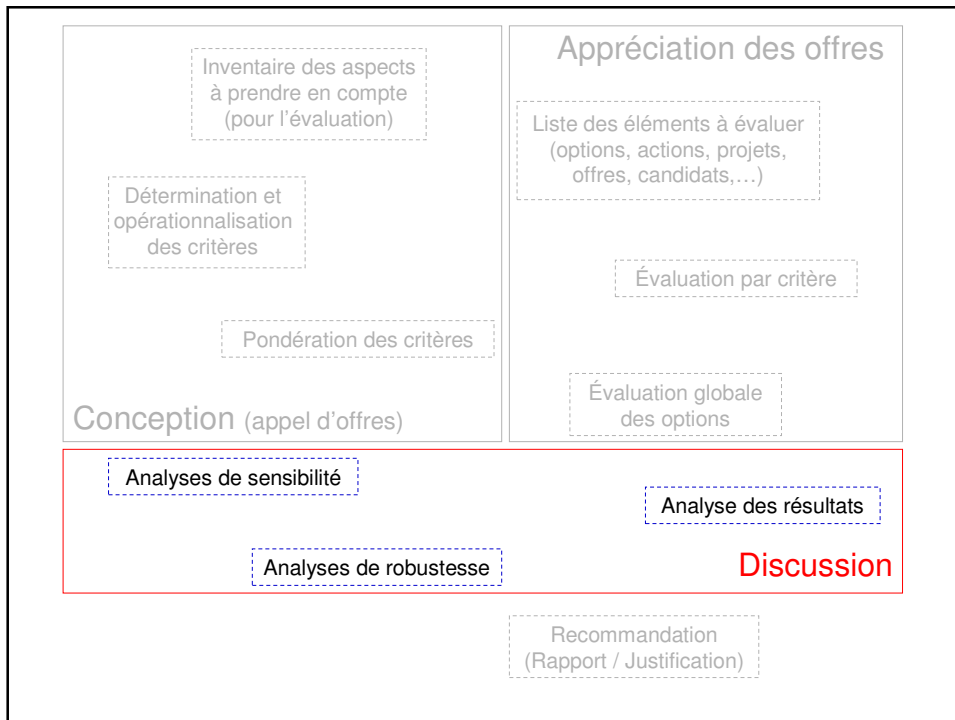 Inventaire des aspects
à prendre en compte
(pour l'évaluation)
Détermination et
opérationnalisation
des critères
Pondération des critères
Conception (appel d'offres)
Appréciation des offres
Liste des éléments à évaluer
(options, actions, projets,
offres, candidats,…)
Évaluation par critère
Évaluation globale
des options
Analyses de sensibilité
Analyse des résultats
Analyses de robustesse
Discussion
Recommandation
(Rapport / Justification)